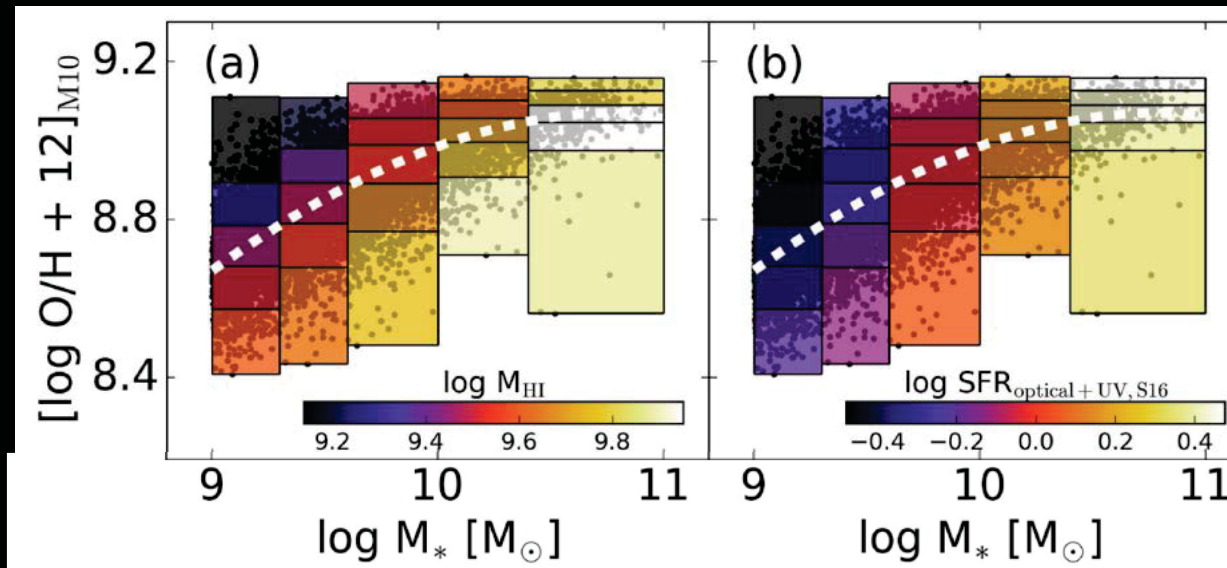 [log O/H + 12]M10
9.2
8.8
8.4
(a)
log MHI
9.2 9.4 9.6 9.8
9 10 11
log M* [M⊙]
(b)
log SFRoptical+UV, S16
−0.4 −0.2 0.0 0.2 0.4
9 10 11
log M* [M⊙]